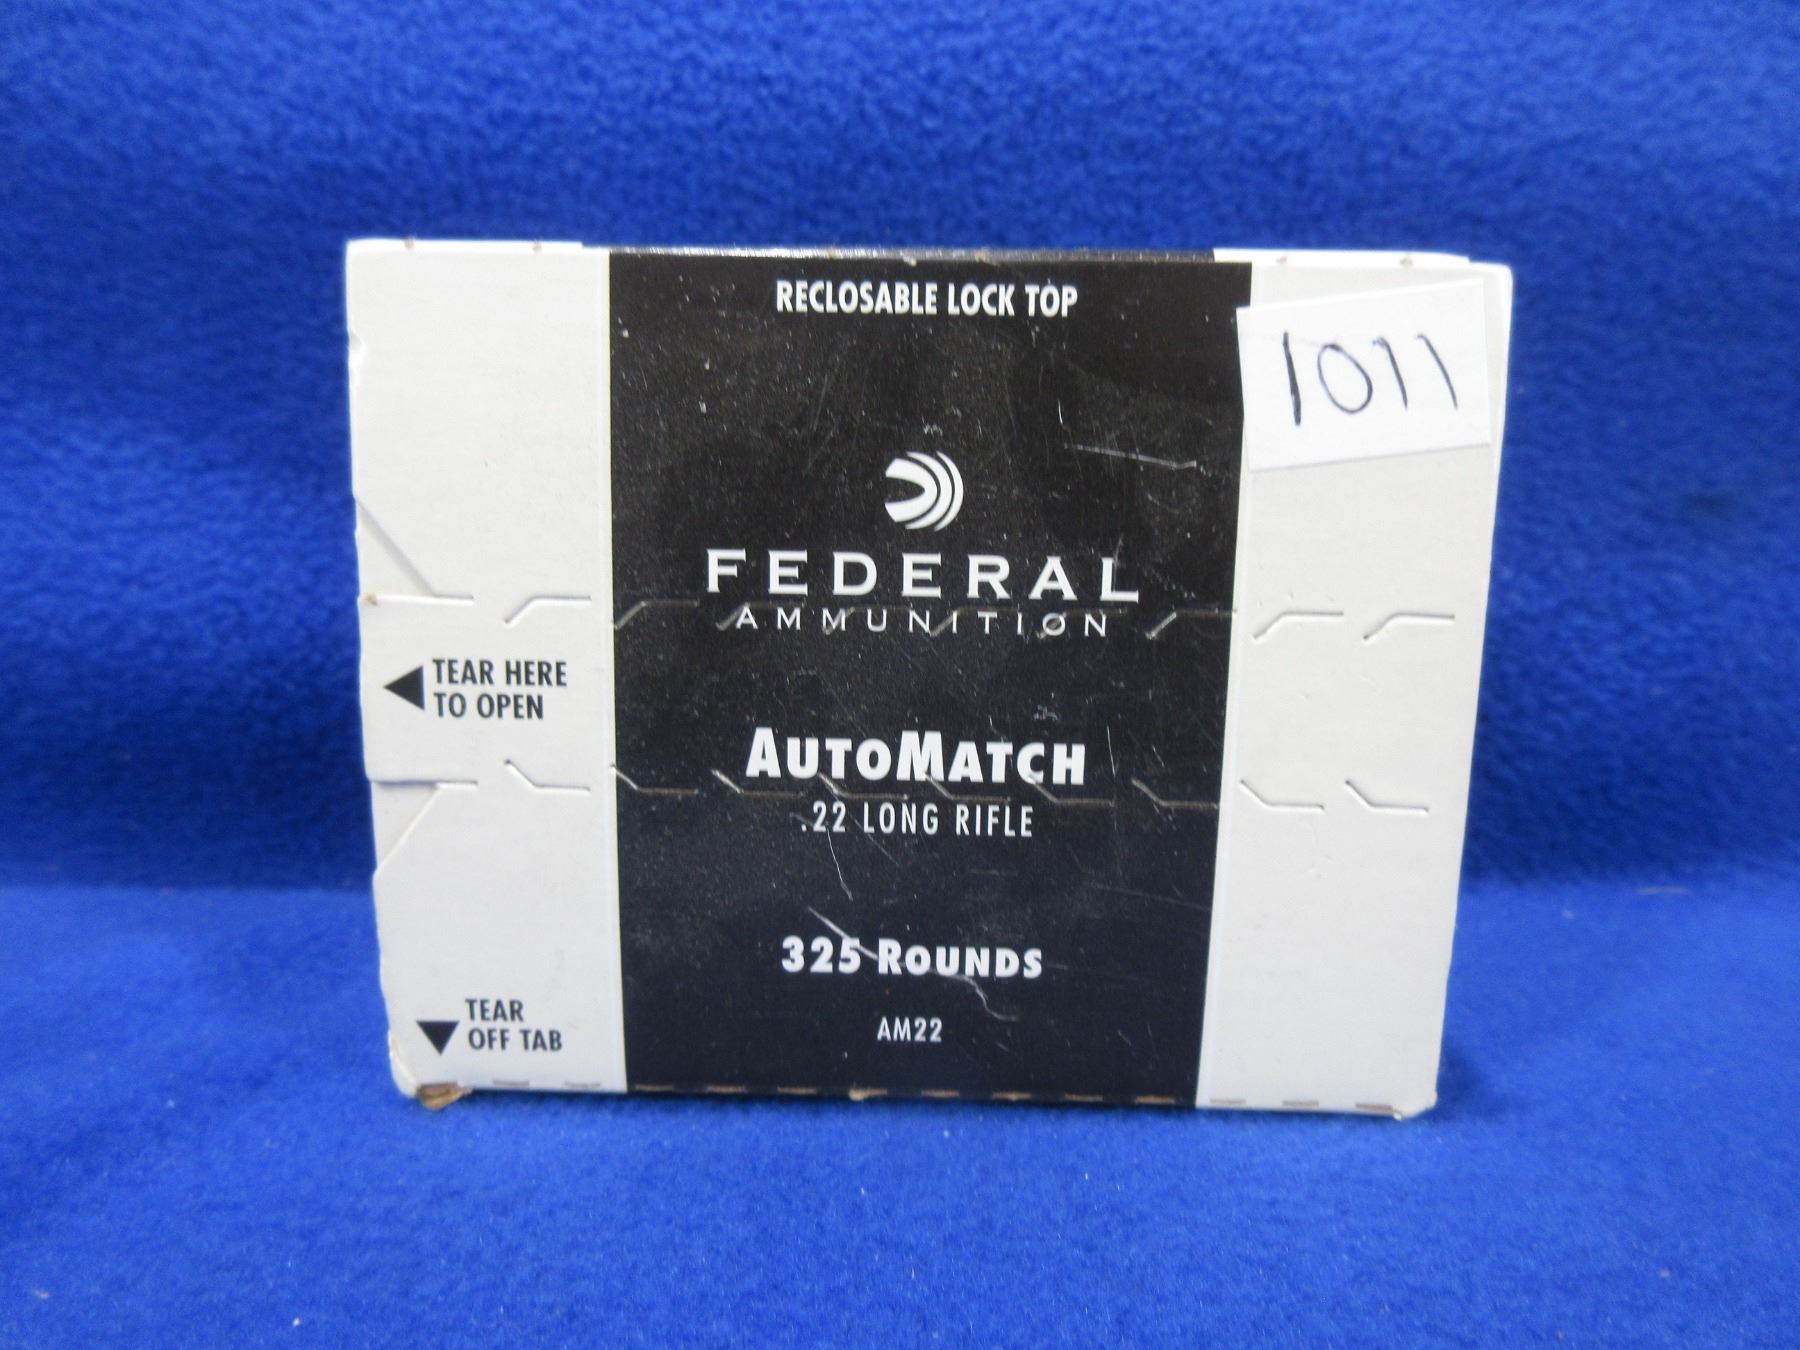 RECLOSABLE LOCK TOP
1011
FEDERAL
AMMUNITION
TEAR HERE
TO OPEN
AUTOMATCH
.22 LONG RIFLE
325 ROUNDS
TEAR
OFF TAB
AM22